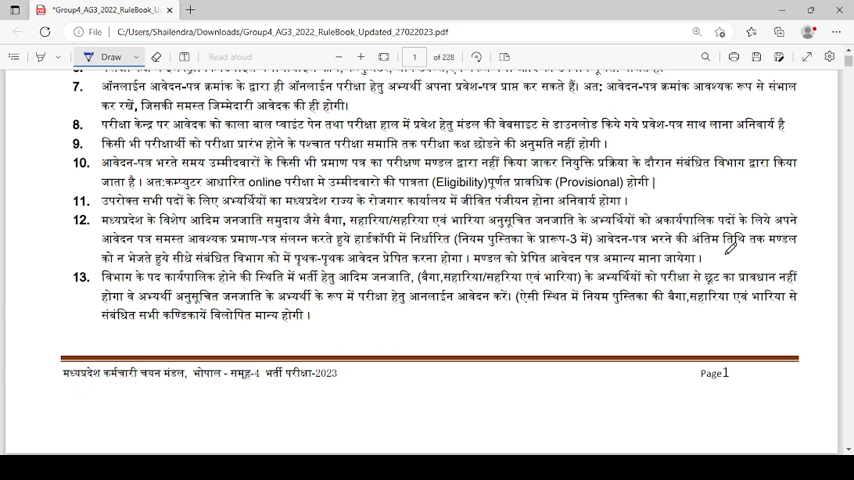 *Group4_AG3_2022_RuleBook_U
File
C:/Users/Shailendra/Downloads/Group4_AG3_2022_RuleBook_Updated_27022023.pdf
Draw
Read aloud
1 of 228
7. ऑनलाईन आवेदन-पत्र क्रमांक के द्वारा ही ऑनलाईन परीक्षा हेतु अभ्यर्थी अपना प्रवेश-पत्र प्राप्त कर सकते हैं। अत: आवेदन-पत्र क्रमांक आवश्यक रूप से संभाल
कर रखें, जिसकी समस्त जिम्मेदारी आवेदक की ही होगी।
8. परीक्षा केन्द्र पर आवेदक को काला बाल प्वाइंट पेन तथा परीक्षा हाल में प्रवेश हेतु मंडल की वेबसाइट से डाउनलोड किये गये प्रवेश-पत्र साथ लाना अनिवार्य है
9. किसी भी परीक्षार्थी को परीक्षा प्रारंभ होने के पश्चात परीक्षा समाप्ति तक परीक्षा कक्ष छोडने की अनुमति नहीं होगी।
10. आवेदन-पत्र भरते समय उम्मीदवारों के किसी भी प्रमाण पत्र का परीक्षण मण्डल द्वारा नहीं किया जाकर नियुक्ति प्रक्रिया के दौरान संबंधित विभाग द्वारा किया
जाता है। अत:कम्प्युटर आधारित online परीक्षा मे उम्मीदवारो की पात्रता (Eligibility)पूर्णत प्रावधिक (Provisional) होगी |
11. उपरोक्त सभी पदों के लिए अभ्यर्थियों का मध्यप्रदेश राज्य के रोजगार कार्यालय में जीवित पंजीयन होना अनिवार्य होगा।
12. मध्यप्रदेश के विशेष आदिम जनजाति समुदाय जैसे बैगा, सहारिया/सहरिया एवं भारिया अनुसूचित जनजाति के अभ्यर्थियों को अकार्यपालिक पदों के लिये अपने
आवेदन पत्र समस्त आवश्यक प्रमाण-पत्र संलग्न करते हुये हार्डकॉपी में निर्धारित (नियम पुस्तिका के प्रारूप-3 में) आवेदन-पत्र भरने की अंतिम तिथि तक मण्डल
को न भेजते हुये सीधे संबंधित विभाग को में पृथक-पृथक आवेदन प्रेषित करना होगा। मण्डल को प्रेषित आवेदन पत्र अमान्य माना जायेगा।
13. विभाग के पद कार्यपालिक होने की स्थिति में भर्ती हेतु आदिम जनजाति, (बैगा,सहारिया/सहरिया एवं भारिया) के अभ्यर्थियों को परीक्षा से छूट का प्रावधान नहीं
होगा वे अभ्यर्थी अनुसूचित जनजाति के अभ्यर्थी के रूप में परीक्षा हेतु आनलाईन आवेदन करें। (ऐसी स्थित में नियम पुस्तिका की बैगा,सहारिया एवं भारिया से
संबंधित सभी कण्डिकायें विलोपित मान्य होगी।
मध्यप्रदेश कर्मचारी चयन मंडल, भोपाल - समूह-4 भर्ती परीक्षा-2023
Page1